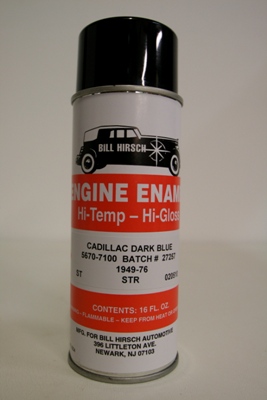 BILL HIRSCH
ENGINE ENAM
Hi-Temp – Hi-Gloss
CADILLAC DARK BLUE
5670-7100 BATCH # 27257
1949-76
ST STR
CONTENTS: 16 FL. OZ.
FLAMMABLE – KEEP FROM HEAT
MFG. FOR BILL HIRSCH AUTOMOTIVE
396 LITTLETON AVE.
NEWARK, NJ 07103